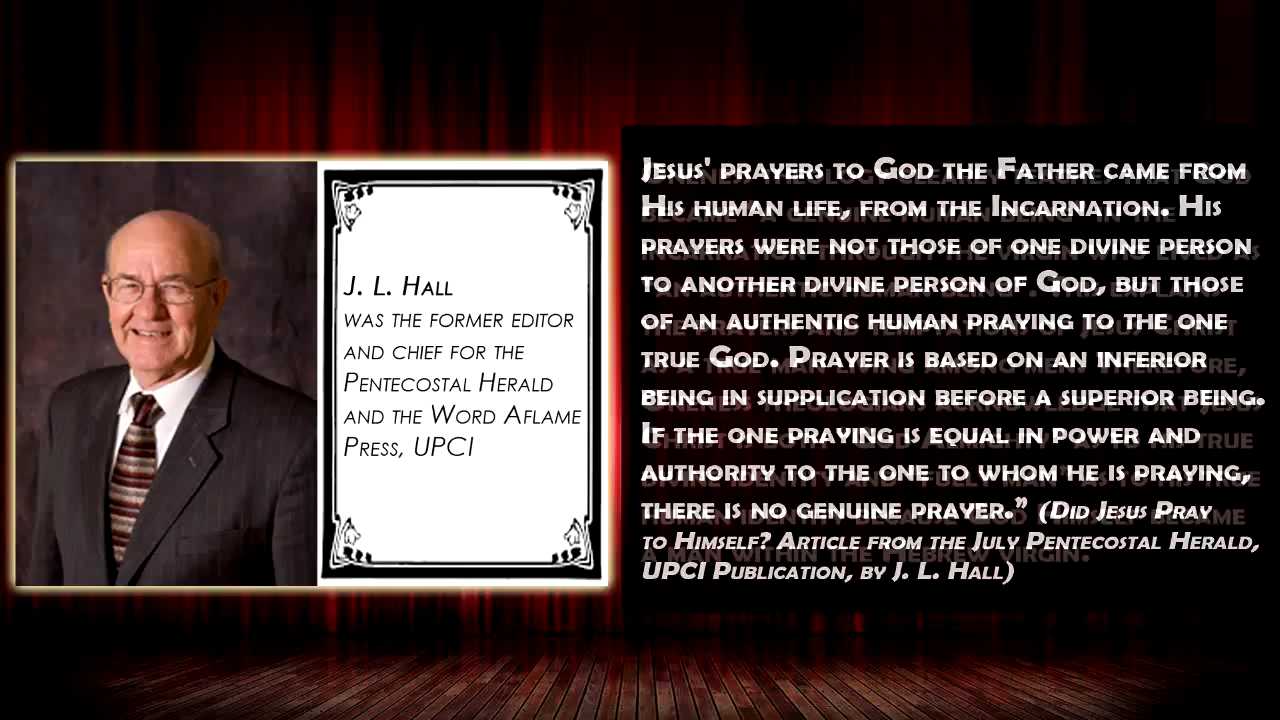 J. L. Hall
was the former editor
and chief for the
Pentecostal Herald
and the Word Aflame
Press, UPCI
Jesus' prayers to God the Father came from
His human life, from the Incarnation. His
prayers were not those of one divine person
to another divine person of God, but those
of an authentic human praying to the one
true God. Prayer is based on an inferior
being in supplication before a superior being.
If the one praying is equal in power and
authority to the one to whom he is praying,
there is no genuine prayer.” (Did Jesus Pray
to Himself? Article from the July Pentecostal Herald,
UPCI Publication, by J. L. Hall)